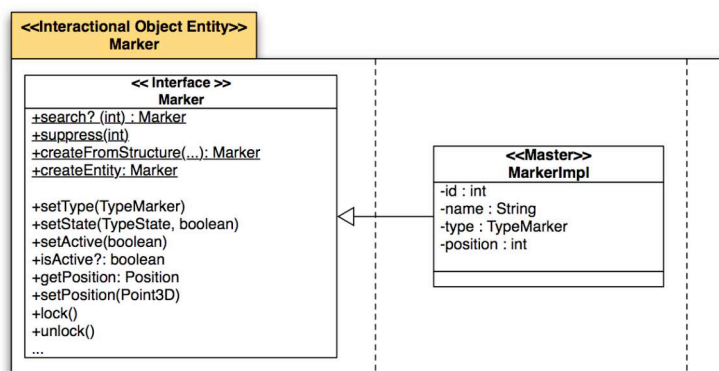 <<Interactional Object Entity>>
Marker
<< Interface >>
Marker
+search? (int) : Marker
+suppress(int)
+createFromStructure(...): Marker
+createEntity: Marker
+setType(TypeMarker)
+setState(TypeState, boolean)
+setActive(boolean)
+isActive?: boolean
+getPosition: Position
+setPosition(Point3D)
+lock()
+unlock()
...
<<Master>>
MarkerImpl
-id : int
-name : String
-type : TypeMarker
-position : int